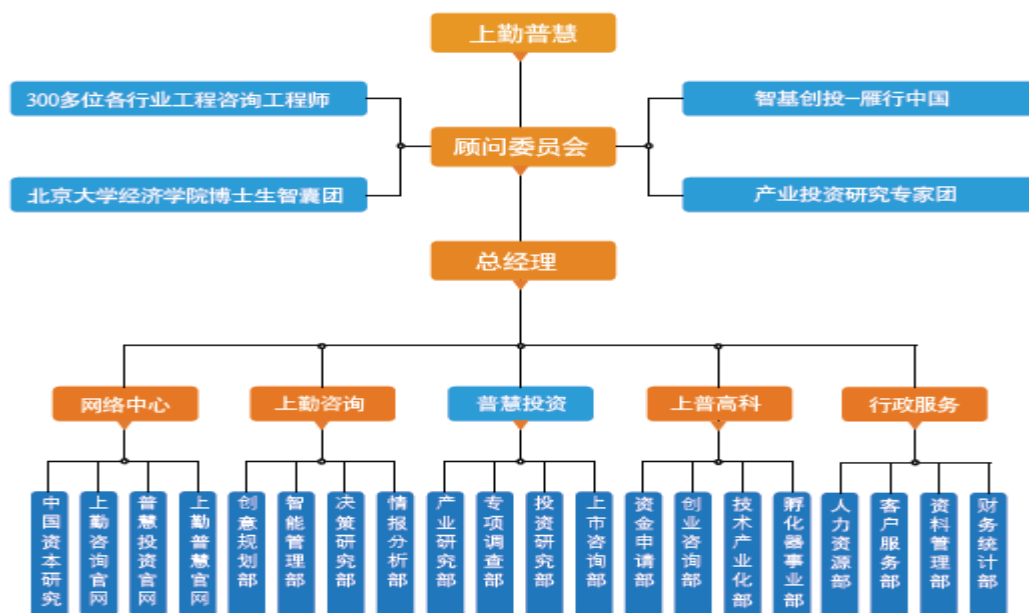 上勤普慧
300多位各行业工程咨询工程师
智基创投—雁行中国
顾问委员会
北京大学经济学院博士生智囊团
产业投资研究专家团
总经理
网络中心
上勤咨询
普慧投资
上普高科
行政服务
中国资本研究
上勤咨询官网
普慧投资官网
上勤普慧官网
创意规划部
智能管理部
决策研究部
情报分析部
产业研究部
专项调查部
投资研究部
上市咨询部
资金申请部
创业咨询部
技术产业化部
孵化器事业部
人力资源部
客户服务部
资料管理部
财务统计部